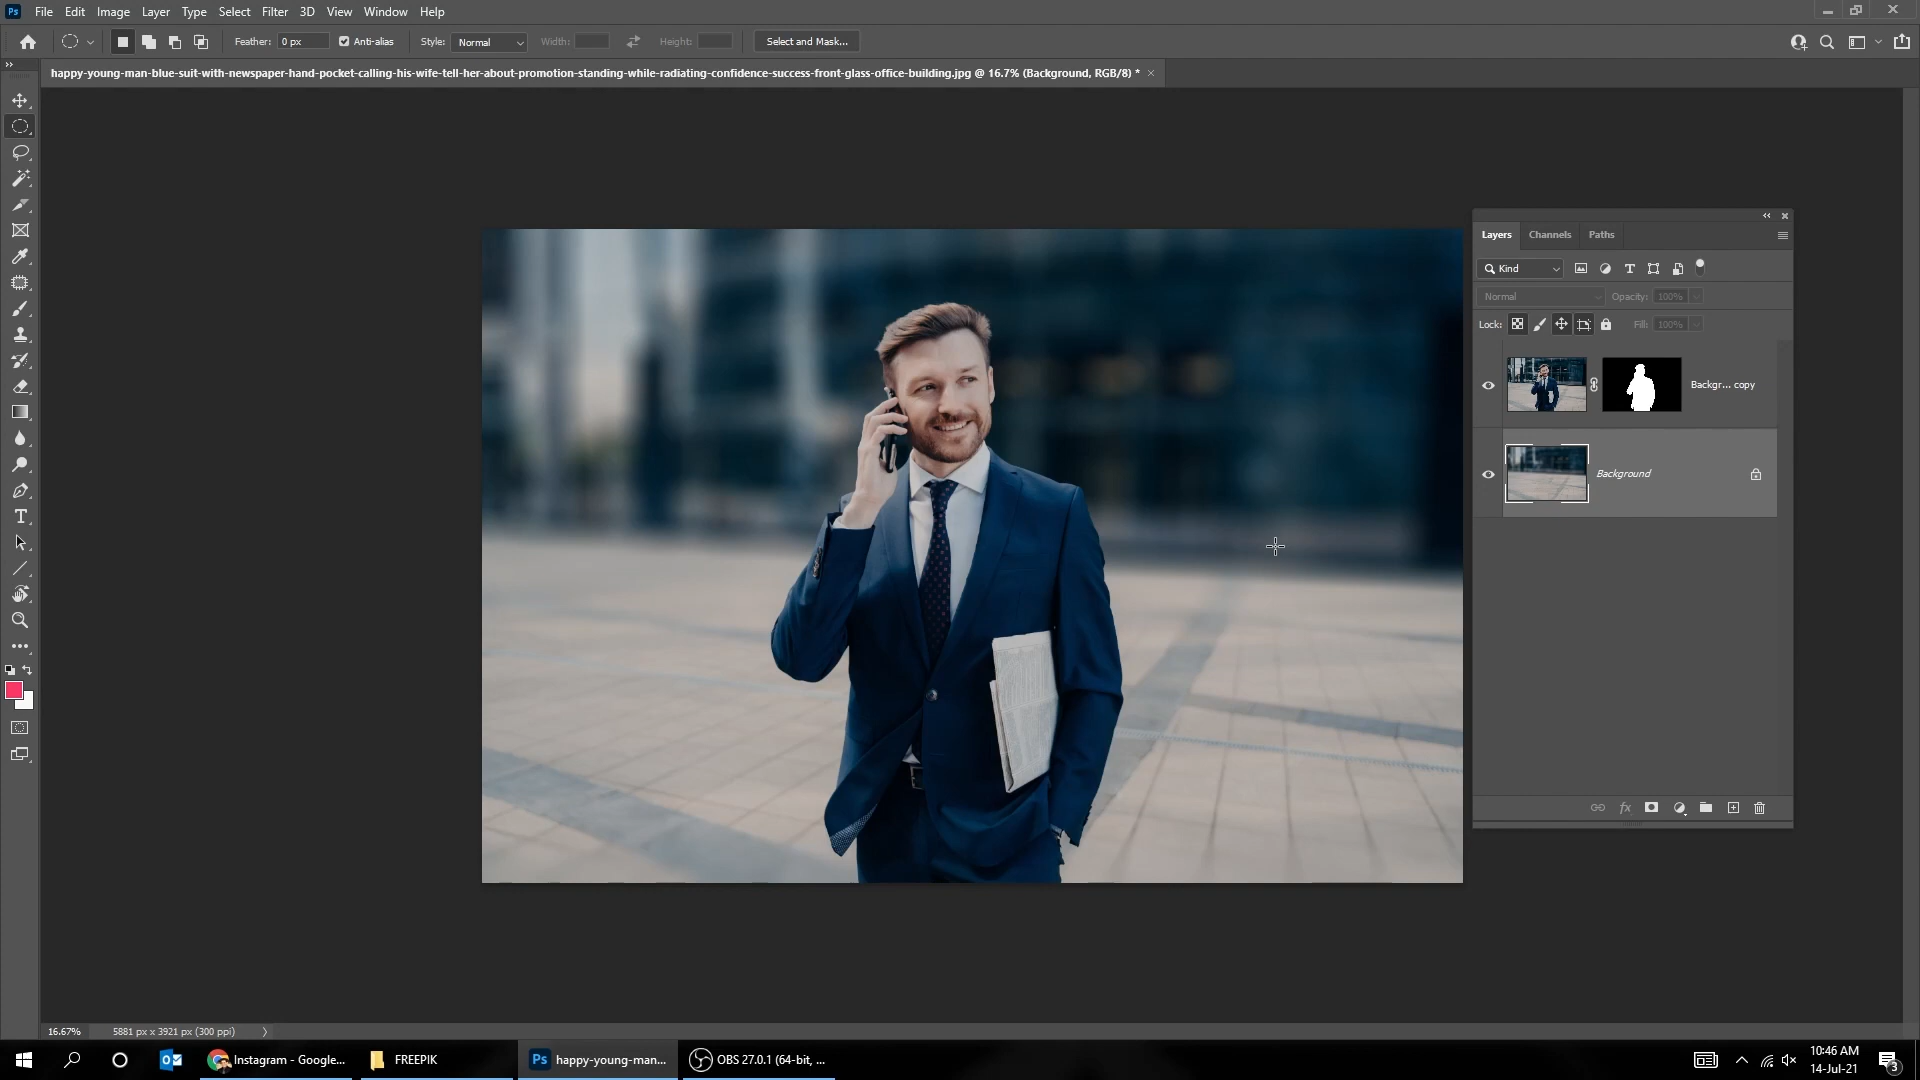 Ps File Edit Image Layer Type Select Filter 3D View Window Help
Feather: 0 px Anti-alias Style: Normal Width: Height: Select and Mask...
happy-young-man-blue-suit-with-newspaper-hand-pocket-calling-his-wife-tell-her-about-promotion-standing-while-radiating-confidence-success-front-glass-office-building.jpg @ 16.7% (Background, RGB/8) *
Layers Channels Paths
Kind
Normal Opacity: 100%
Lock: Fill: 100%
Backgr... copy
Background
fx
16.67% 5881 px x 3921 px (300 ppi)
Instagram - Google... FREEPIK Ps happy-young-man... OBS 27.0.1 (64-bit, ...
10:46 AM
14-Jul-21
3